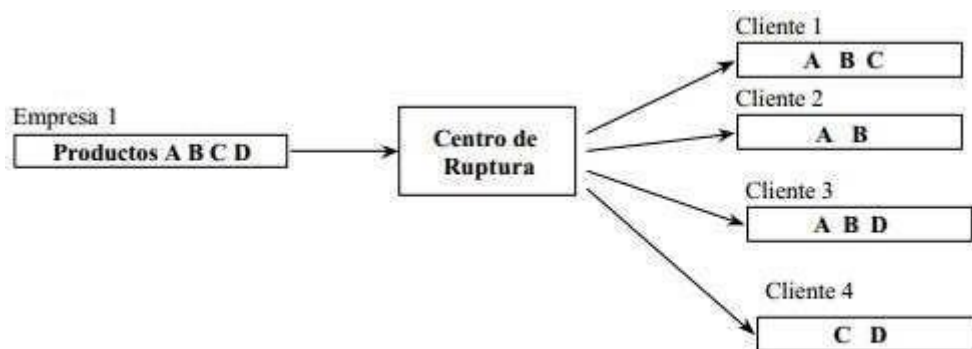 Empresa 1
Productos A B C D
Centro de
Ruptura
Cliente 1
A B C
Cliente 2
A B
Cliente 3
A B D
Cliente 4
C D